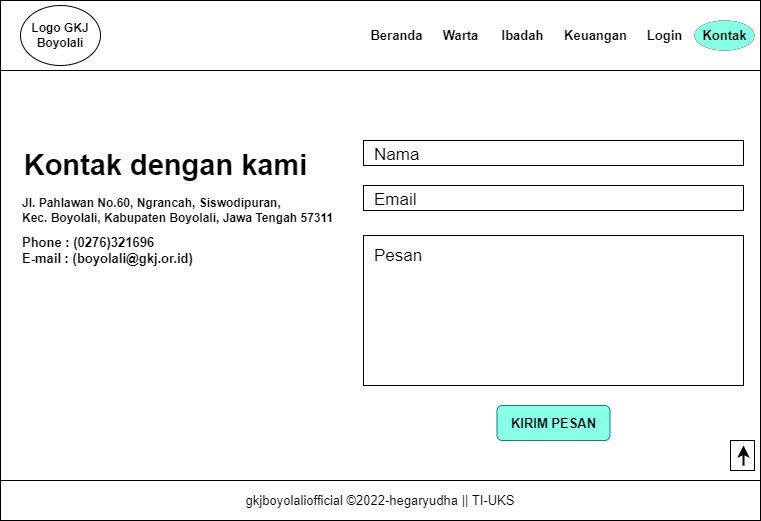 Logo GKJ
Boyolali
Beranda Warta Ibadah Keuangan Login Kontak
Kontak dengan kami
Jl. Pahlawan No.60, Ngrancah, Siswodipuran,
Kec. Boyolali, Kabupaten Boyolali, Jawa Tengah 57311
Phone : (0276)321696
E-mail : (boyolali@gkj.or.id)
Nama
Email
Pesan
KIRIM PESAN
gkjboyolaliofficial ©2022-hegaryudha || TI-UKS